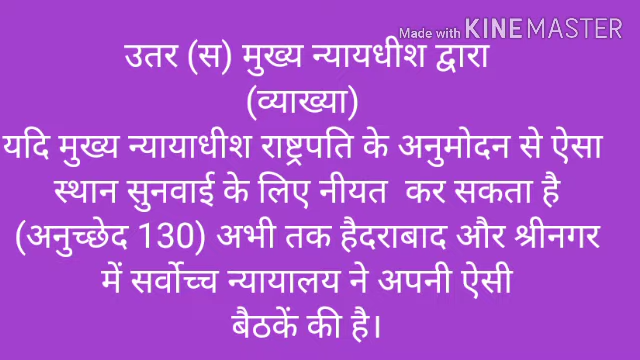 Made with KINEMASTER
उतर (स) मुख्य न्यायधीश द्वारा
(व्याख्या)
यदि मुख्य न्यायाधीश राष्ट्रपति के अनुमोदन से ऐसा
स्थान सुनवाई के लिए नीयत कर सकता है
(अनुच्छेद 130) अभी तक हैदराबाद और श्रीनगर
में सर्वोच्च न्यायालय ने अपनी ऐसी
बैठकें की है।